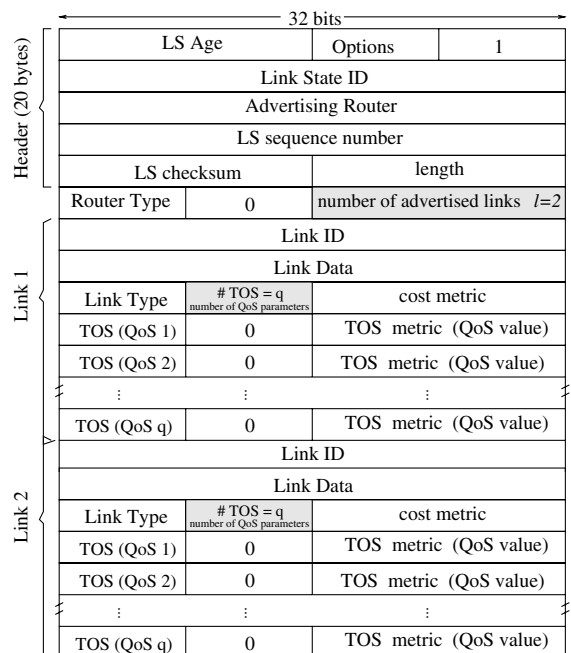 32 bits
Header (20 bytes)
LS Age Options 1
Link State ID
Advertising Router
LS sequence number
LS checksum length
Router Type 0 number of advertised links l=2
Link 1
Link ID
Link Data
Link Type # TOS = q number of QoS parameters cost metric
TOS (QoS 1) 0 TOS metric (QoS value)
TOS (QoS 2) 0 TOS metric (QoS value)
⋮ ⋮ ⋮
TOS (QoS q) 0 TOS metric (QoS value)
Link 2
Link ID
Link Data
Link Type # TOS = q number of QoS parameters cost metric
TOS (QoS 1) 0 TOS metric (QoS value)
TOS (QoS 2) 0 TOS metric (QoS value)
⋮ ⋮ ⋮
TOS (QoS q) 0 TOS metric (QoS value)